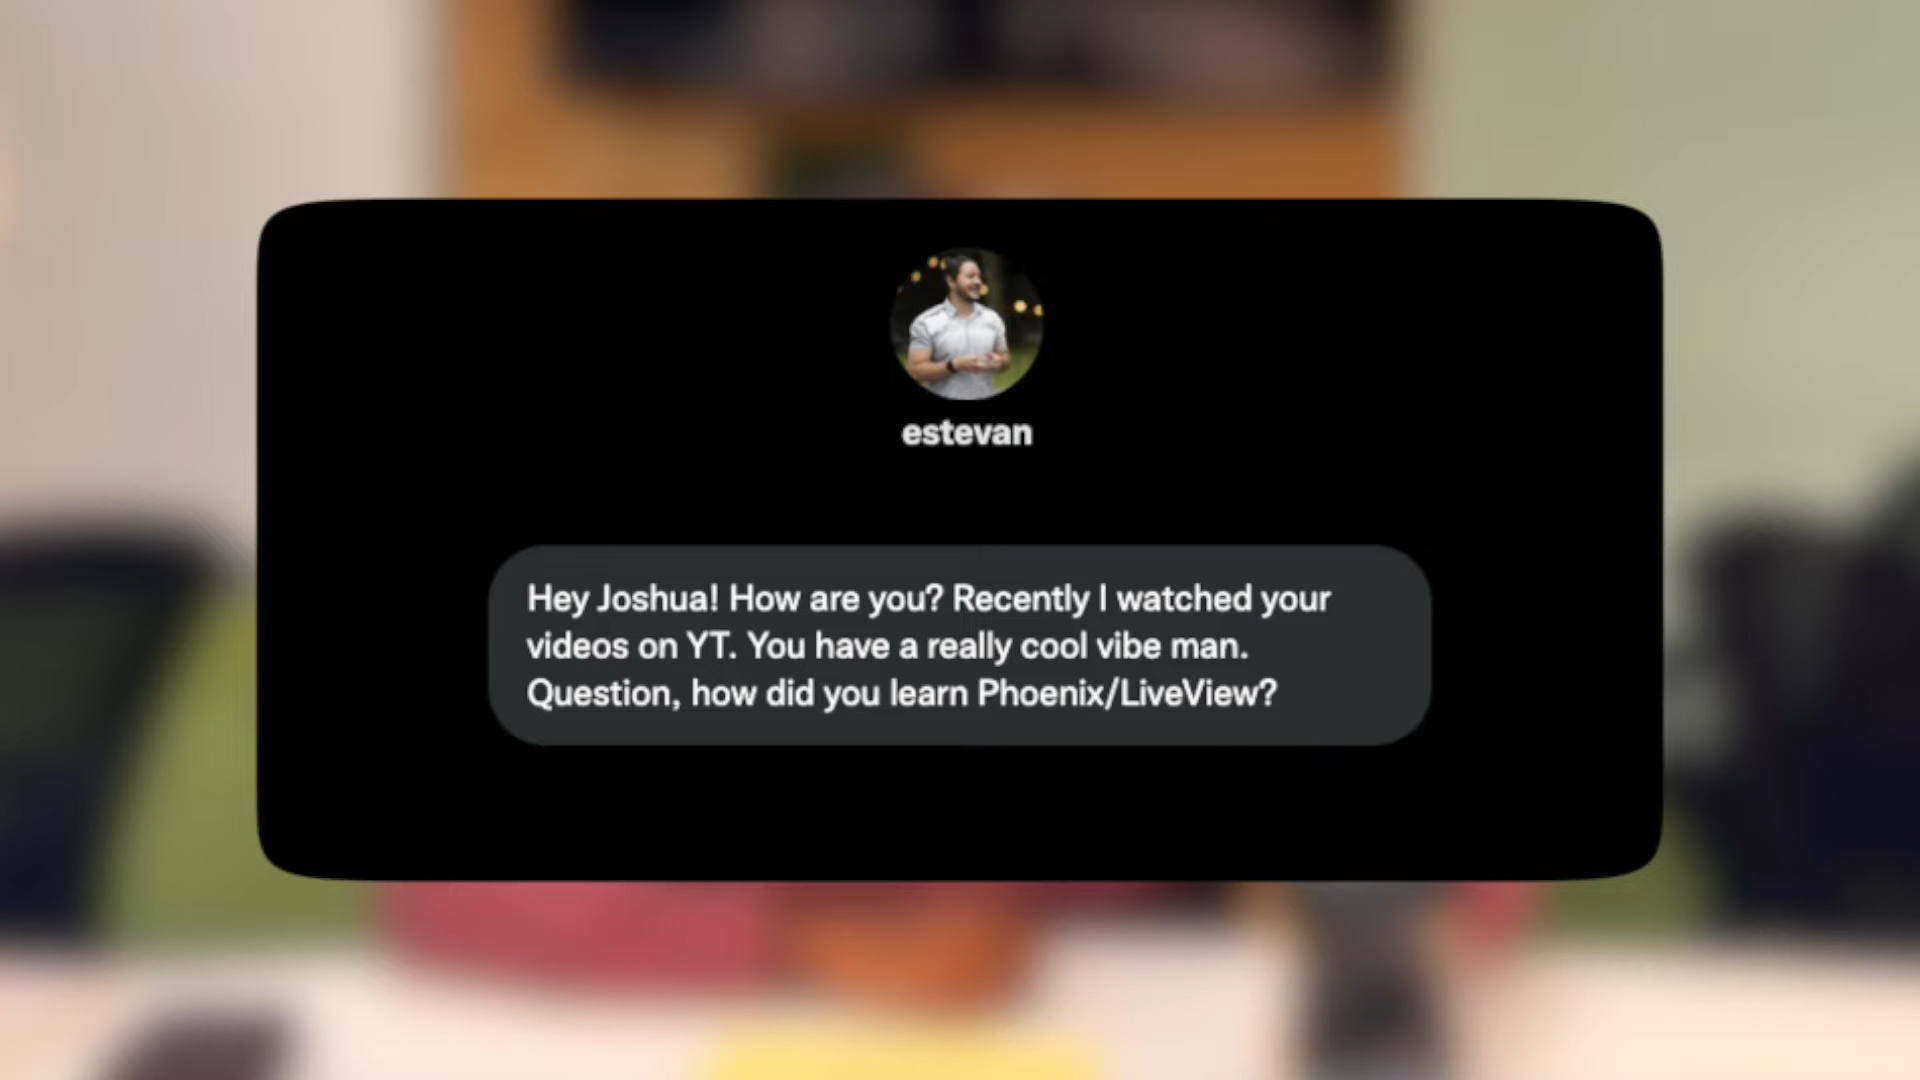 estevan
Hey Joshua! How are you? Recently I watched your
videos on YT. You have a really cool vibe man.
Question, how did you learn Phoenix/LiveView?